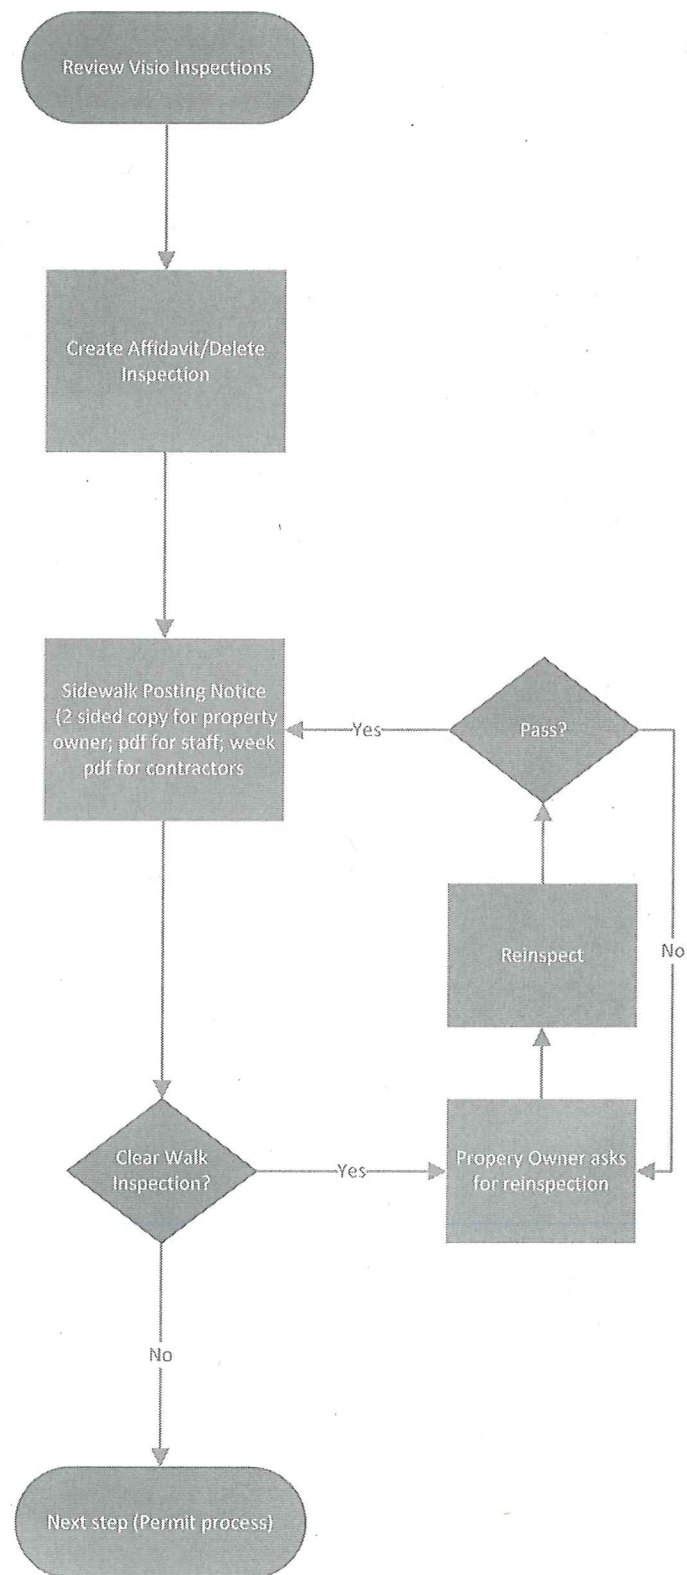 Review Visio Inspections
Create Affidavit/Delete
Inspection
Sidewalk Posting Notice
(2 sided copy for property
owner; pdf for staff; week
pdf for contractors
Yes
Pass?
Reinspect
No
Clear Walk
Inspection?
Yes
Propery Owner asks
for reinspection
No
Next step (Permit process)